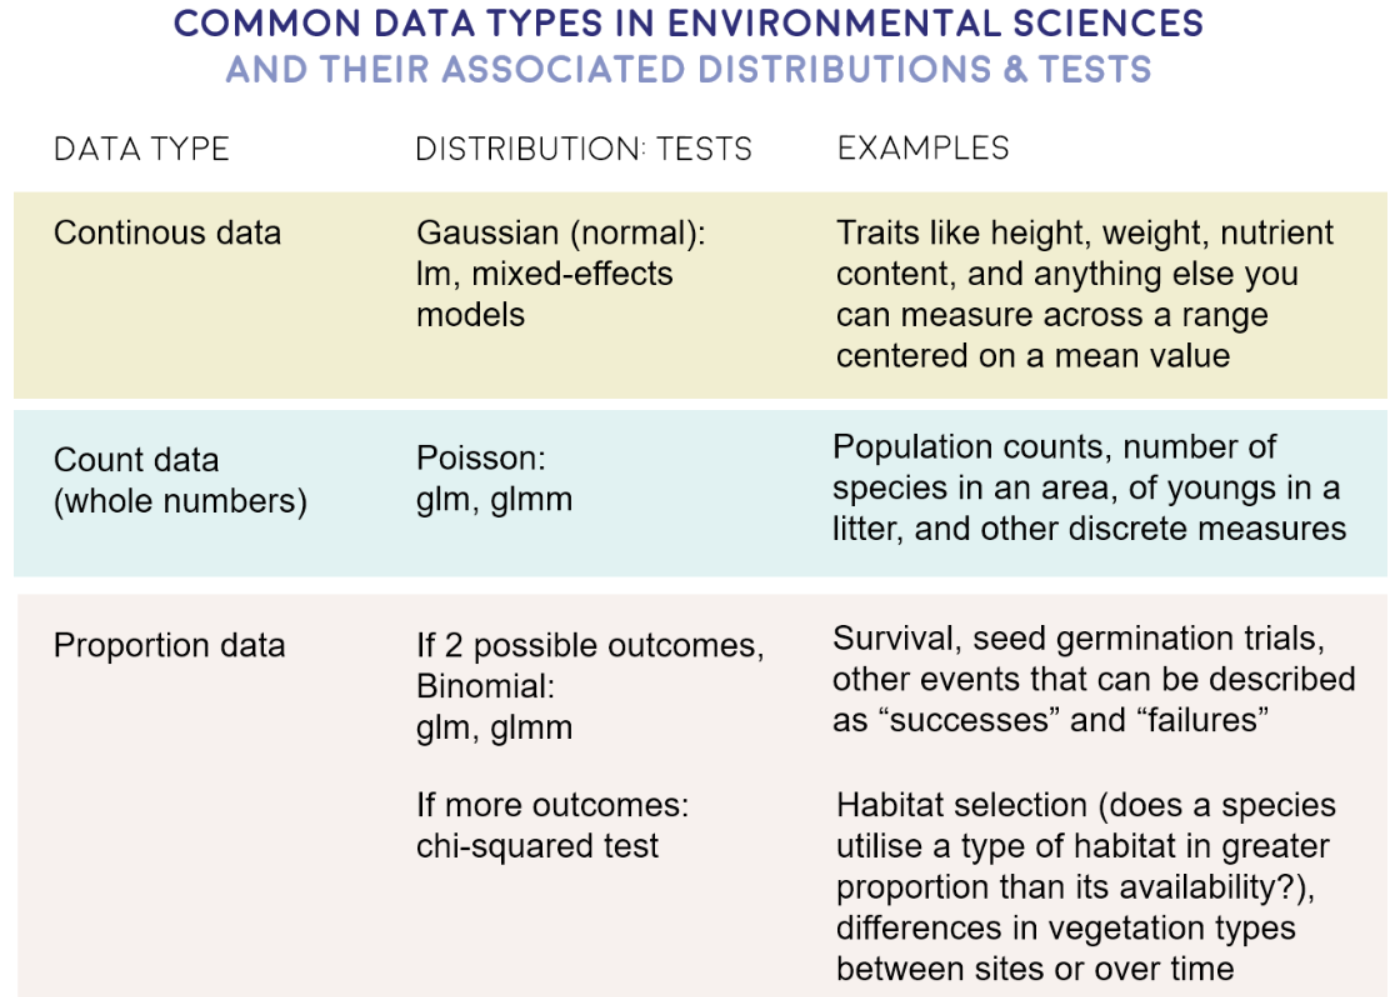 COMMON DATA TYPES IN ENVIRONMENTAL SCIENCES
AND THEIR ASSOCIATED DISTRIBUTIONS & TESTS
DATA TYPE
DISTRIBUTION: TESTS
EXAMPLES
Continous data
Gaussian (normal):
lm, mixed-effects
models
Traits like height, weight, nutrient
content, and anything else you
can measure across a range
centered on a mean value
Count data
(whole numbers)
Poisson:
glm, glmm
Population counts, number of
species in an area, of youngs in a
litter, and other discrete measures
Proportion data
If 2 possible outcomes,
Binomial:
glm, glmm
Survival, seed germination trials,
other events that can be described
as “successes” and “failures”
If more outcomes:
chi-squared test
Habitat selection (does a species
utilise a type of habitat in greater
proportion than its availability?),
differences in vegetation types
between sites or over time